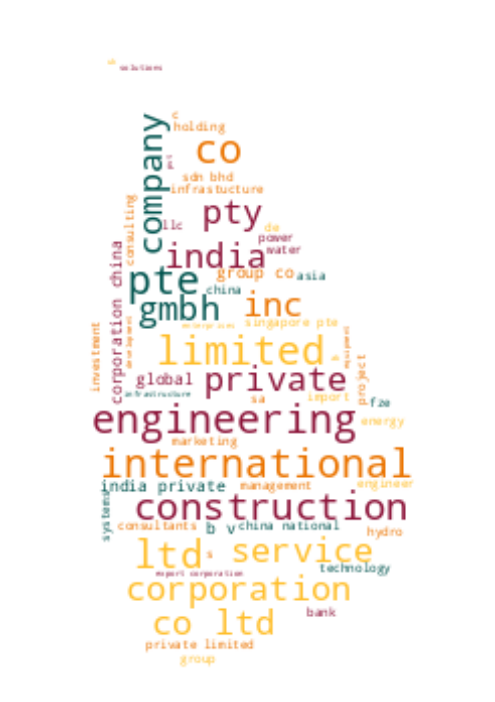 solutions
c
holding
company
co
sdn bhd
infrastucture
consulting
pty
llc
de
power
water
india
corporation china
group co
asia
pte
china
gmbh
inc
enterprises
singapore pte
development
investment
limited
equipment
global
private
project
infrastructure
sa
import
fze
engineering
energy
marketing
international
india private
management
engineer
systems
construction
consultants
b v
china national
hydro
ltd
s
service
technology
export corporation
corporation
bank
co ltd
private limited
group